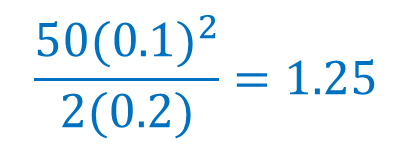 50(0.1)² / 2(0.2) = 1.25